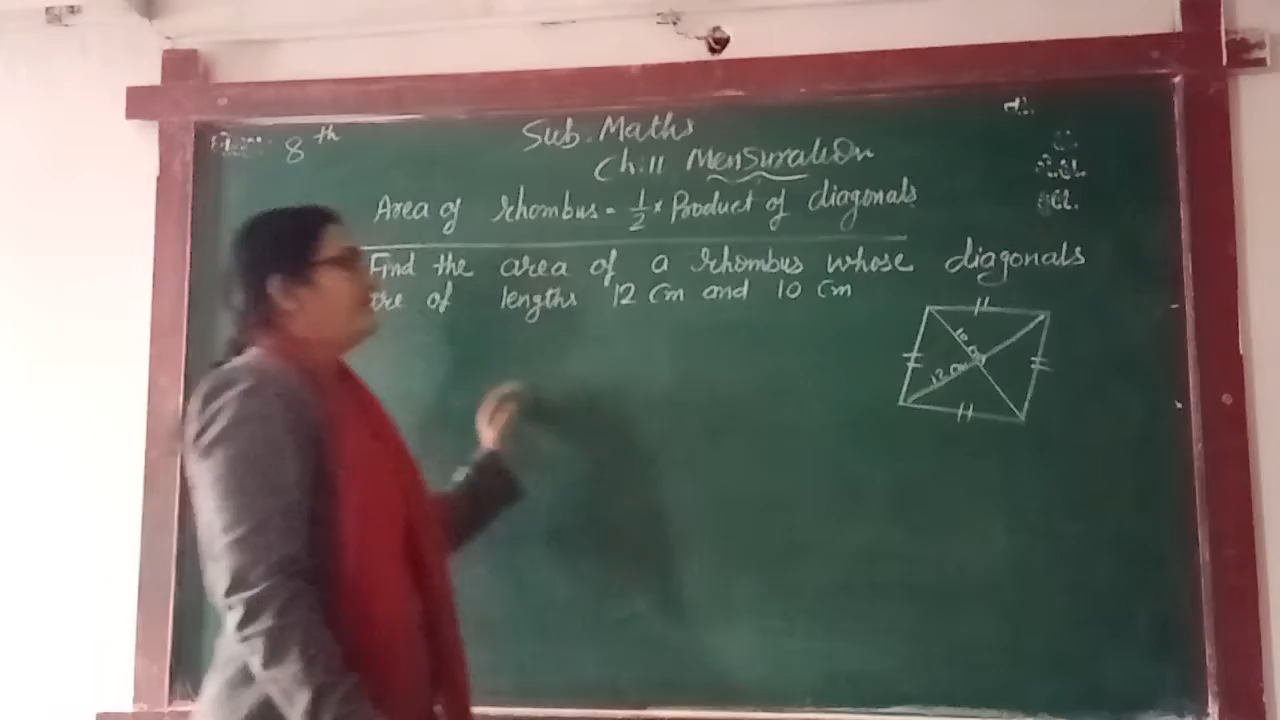 8th
Sub. Maths
Ch:11 Mensuration
Area of rhombus = 1/2 × Product of diagonals
Find the area of a rhombus whose diagonals
are of lengths 12 cm and 10 cm
10 cm
12 cm